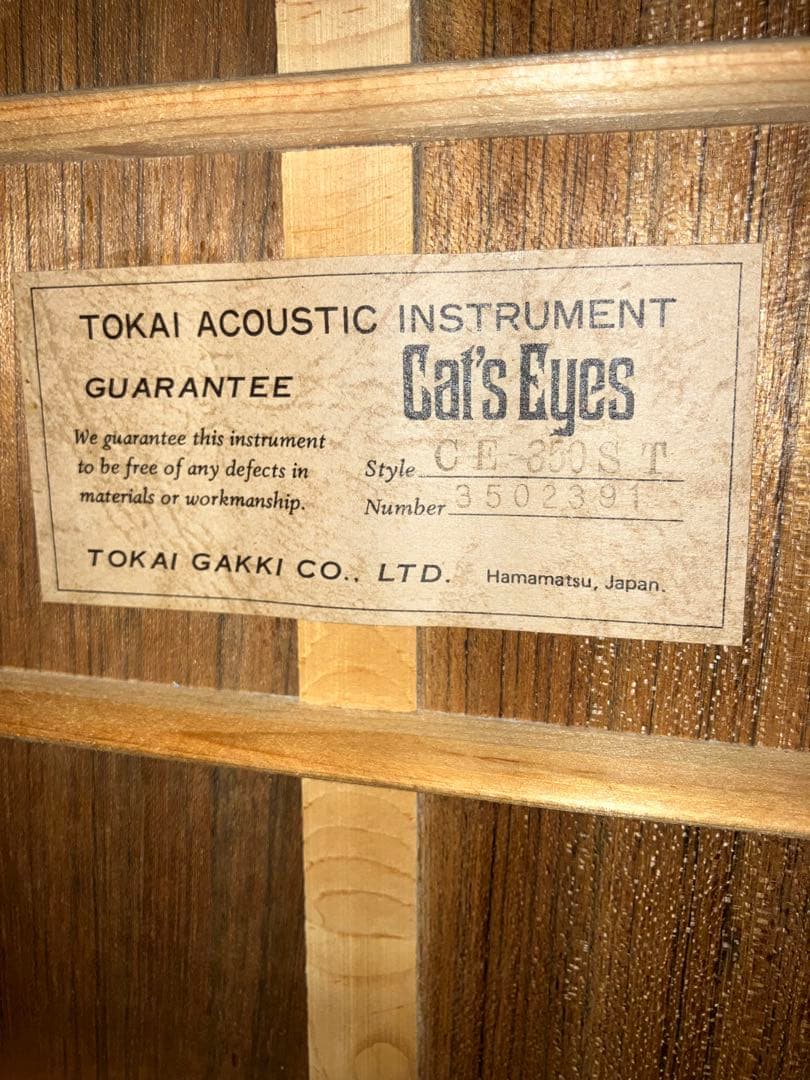 TOKAI ACOUSTIC INSTRUMENT
GUARANTEE
Cat's Eyes
We guarantee this instrument
to be free of any defects in
materials or workmanship.
Style CE-350ST
Number 3502391
TOKAI GAKKI CO., LTD. Hamamatsu, Japan.